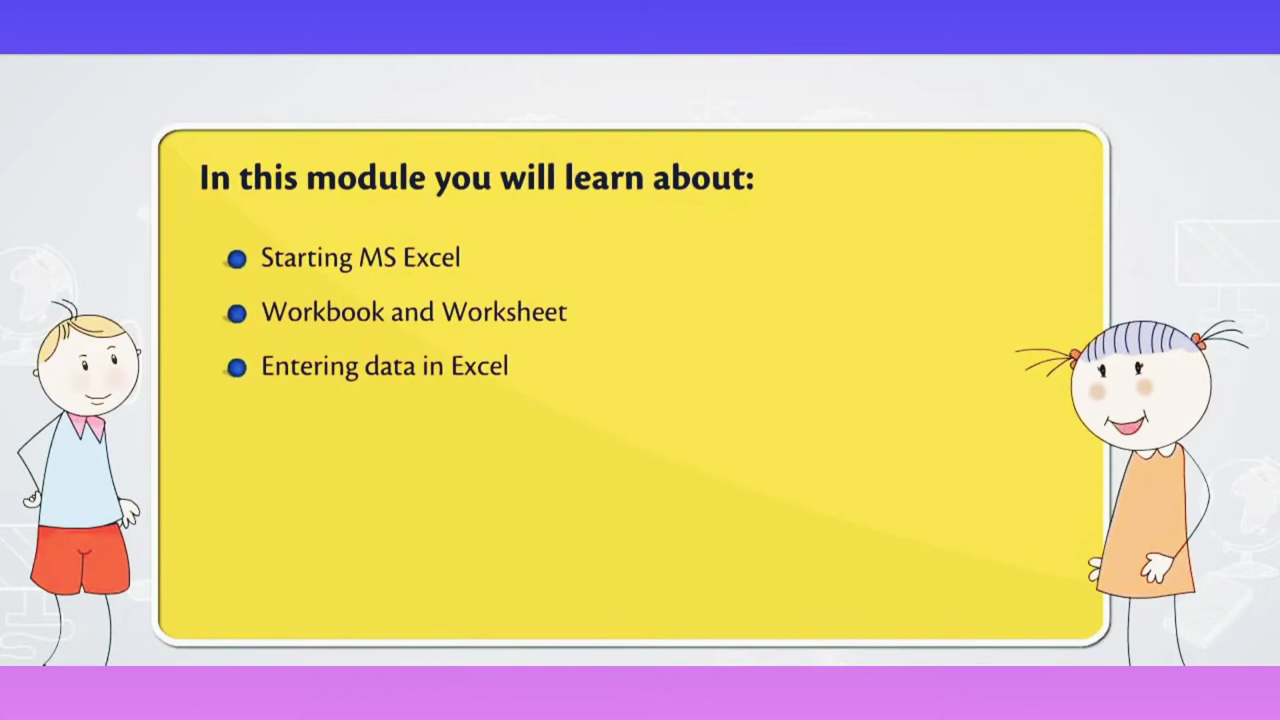 In this module you will learn about:
Starting MS Excel
Workbook and Worksheet
Entering data in Excel